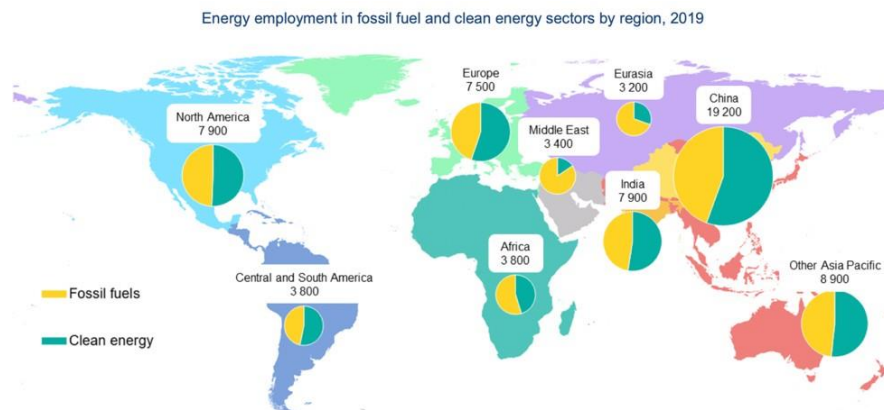 Energy employment in fossil fuel and clean energy sectors by region, 2019
Europe
7 500
Eurasia
3 200
China
19 200
North America
7 900
Middle East
3 400
India
7 900
Africa
3 800
Central and South America
3 800
Other Asia Pacific
8 900
Fossil fuels
Clean energy